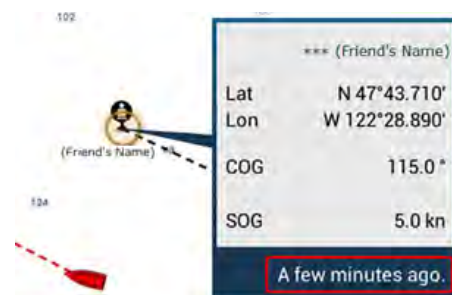 102
*** (Friend's Name)
Lat N 47°43.710'
Lon W 122°28.890'
(Friend's Name)
COG 115.0 °
124
SOG 5.0 kn
A few minutes ago.